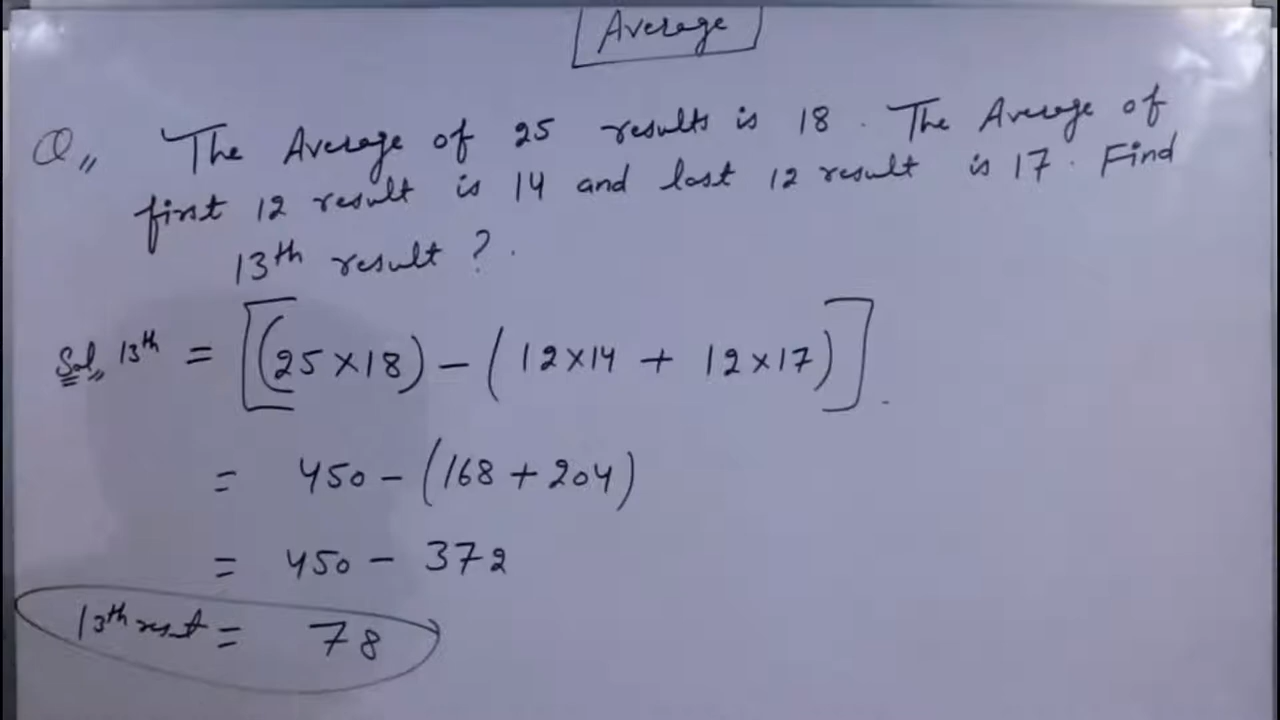 Average
Q,, The Average of 25 results is 18. The Average of
first 12 result is 14 and last 12 result is 17. Find
13th result ?.
Sol,, 13th = [(25×18) - (12×14 + 12×17)].
= 450 - (168 + 204)
= 450 - 372
13th = 78